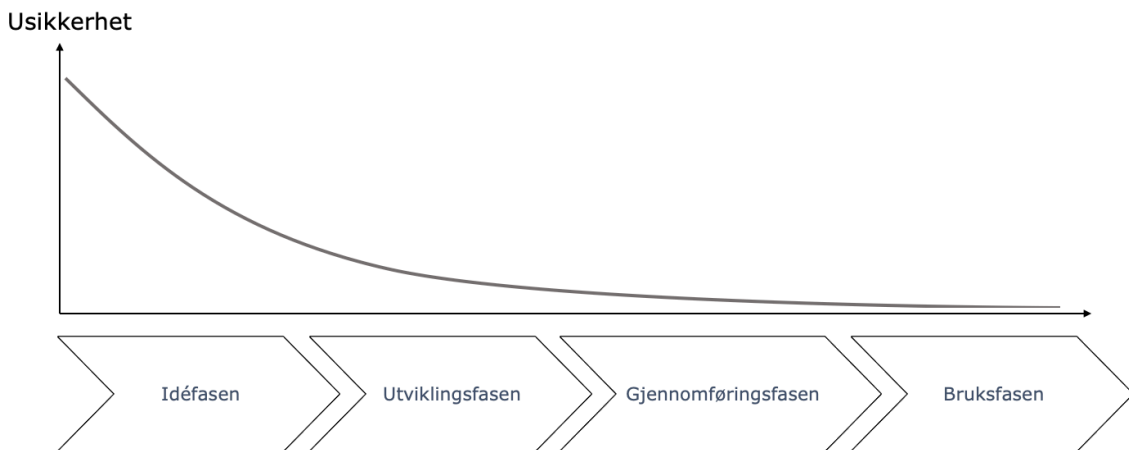 Usikkerhet
Idéfasen
Utviklingsfasen
Gjennomføringsfasen
Bruksfasen